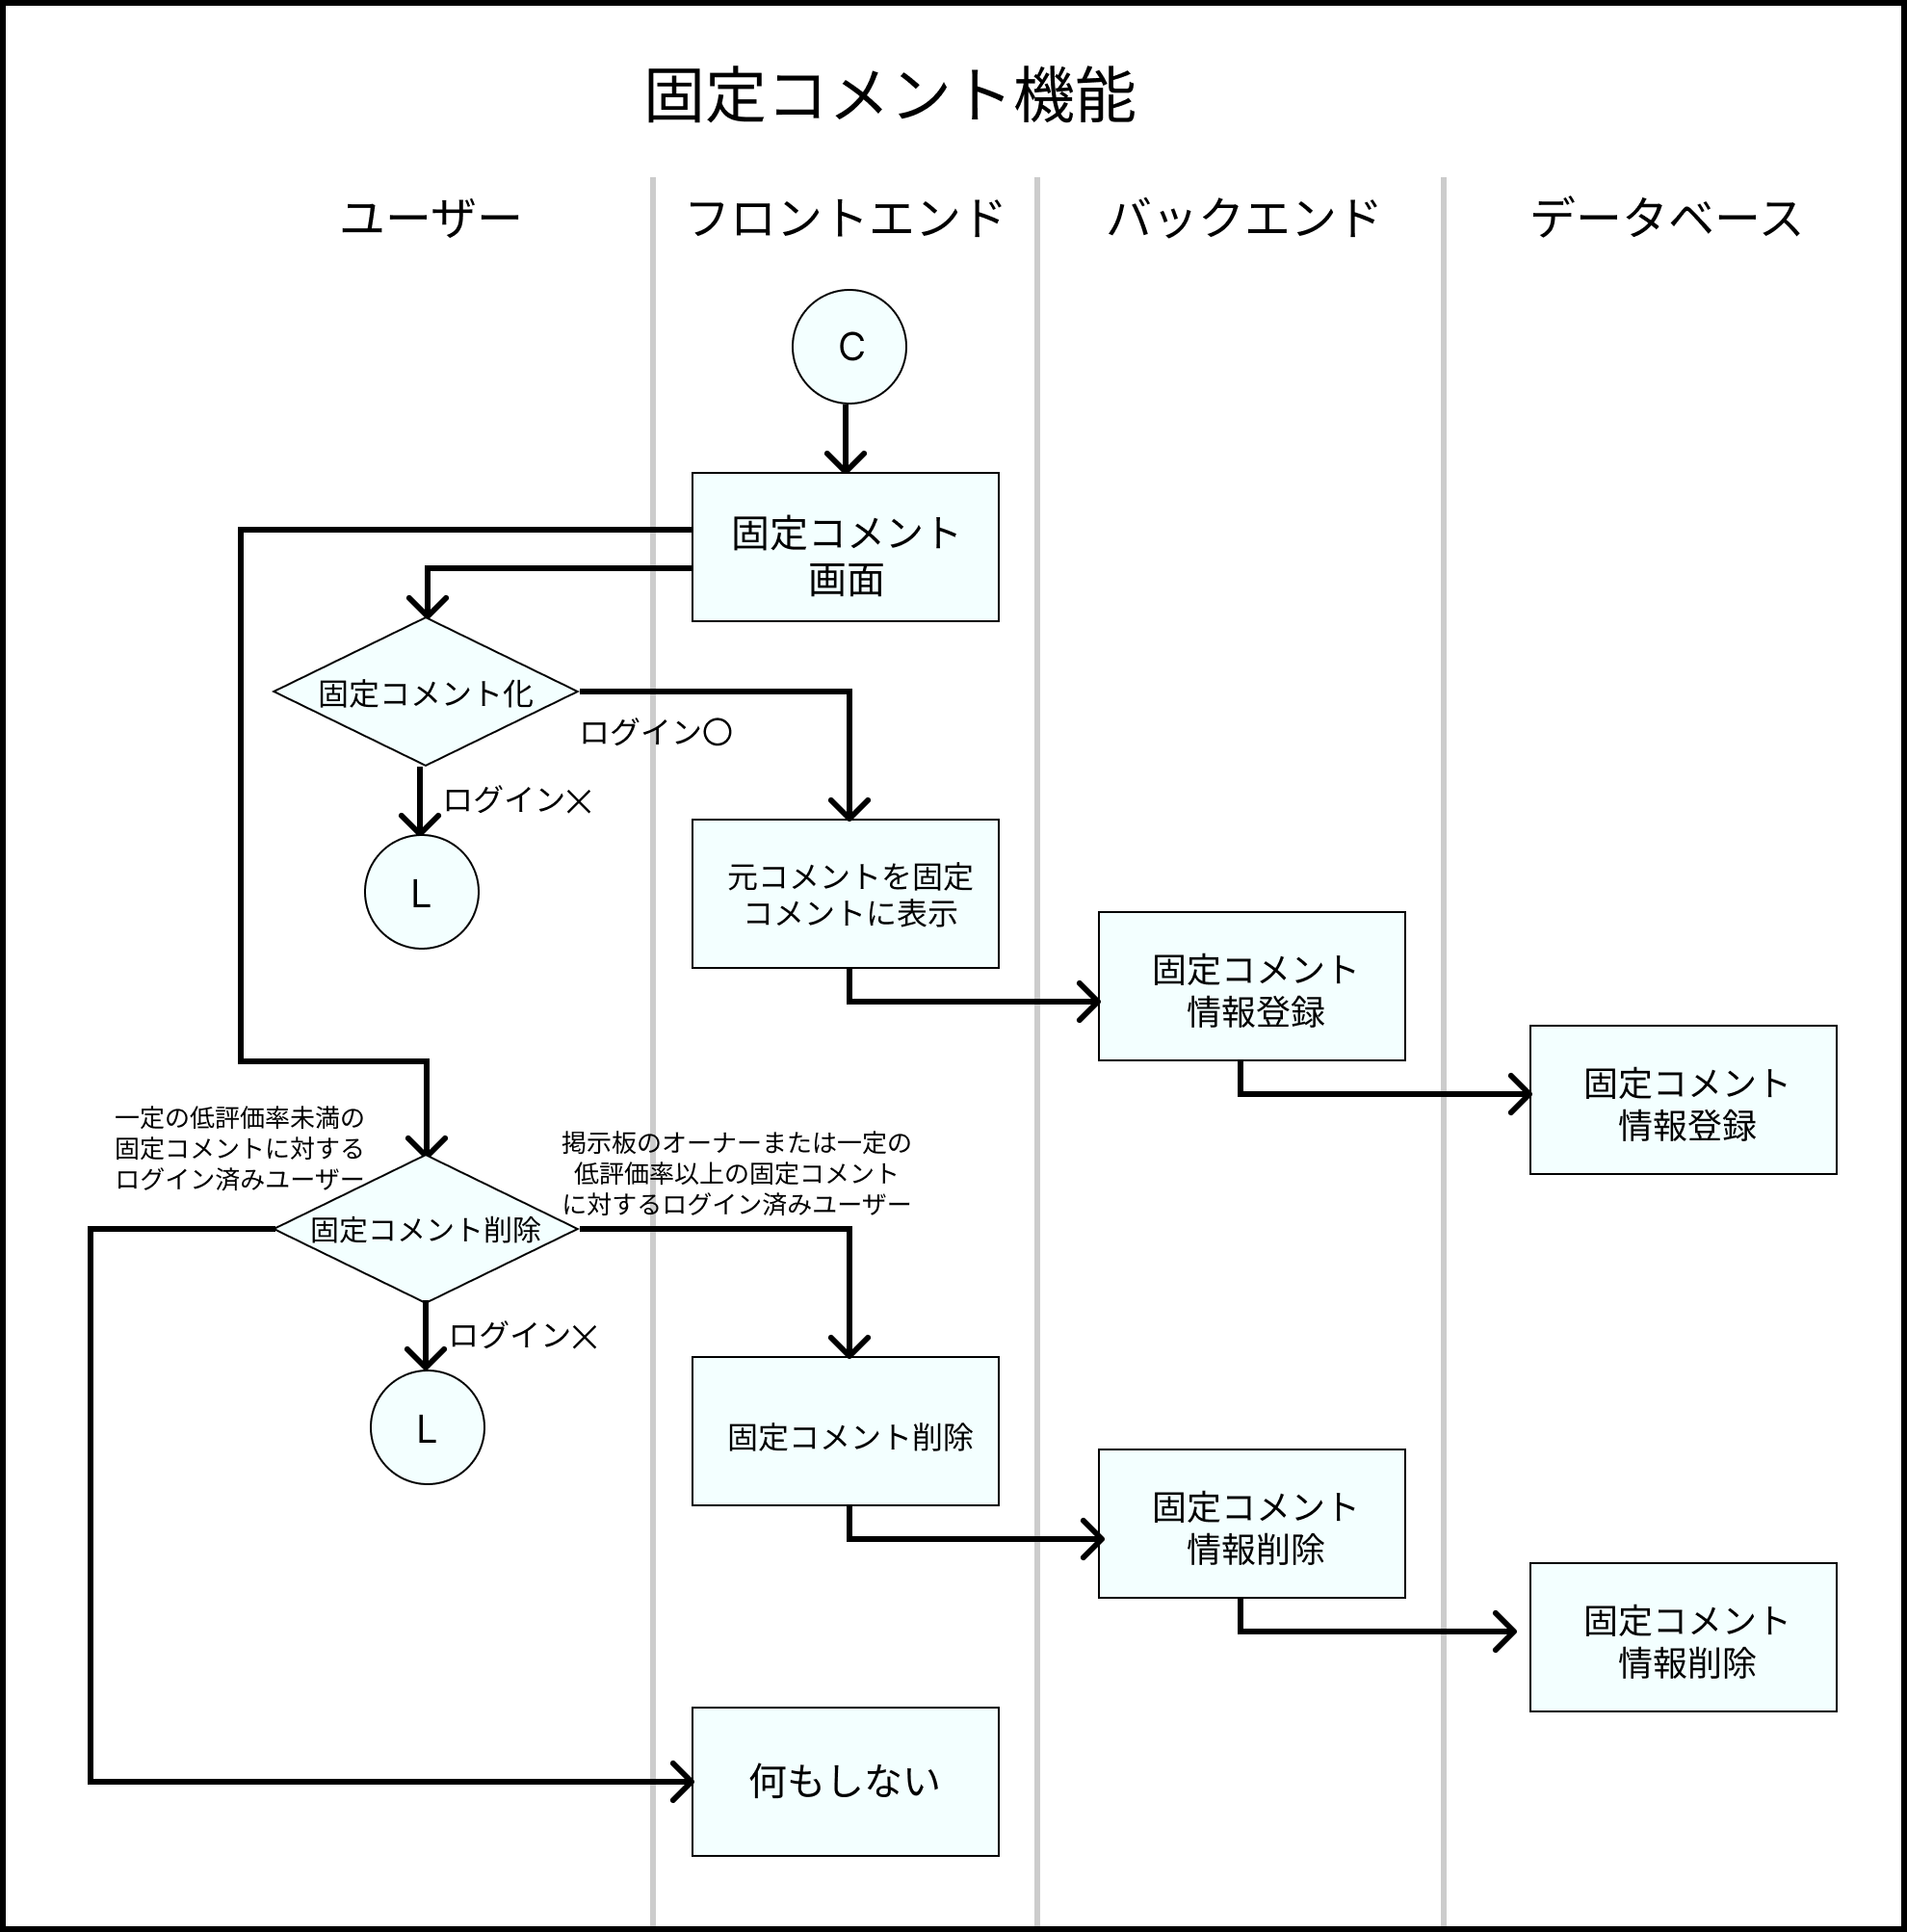 固定コメント機能
ユーザー
フロントエンド
バックエンド
データベース
C
固定コメント
画面
固定コメント化
ログイン〇
ログイン×
L
元コメントを固定
コメントに表示
固定コメント
情報登録
固定コメント
情報登録
一定の低評価率未満の
固定コメントに対する
ログイン済みユーザー
掲示板のオーナーまたは一定の
低評価率以上の固定コメント
に対するログイン済みユーザー
固定コメント削除
ログイン×
L
固定コメント削除
固定コメント
情報削除
固定コメント
情報削除
何もしない